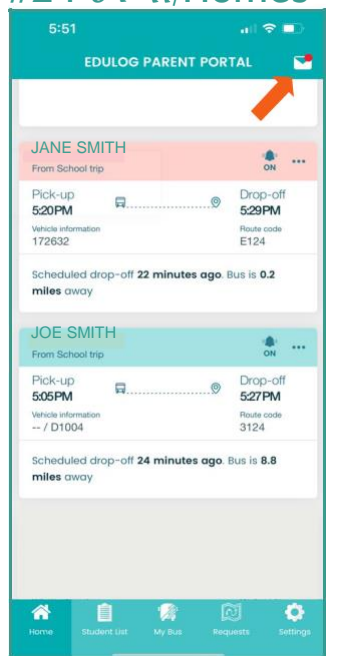 5:51
EDULOG PARENT PORTAL
JANE SMITH
From School trip
ON
Pick-up
5:20PM
Drop-off
5:29PM
Vehicle information
172632
Route code
E124
Scheduled drop-off 22 minutes ago. Bus is 0.2
miles away
JOE SMITH
From School trip
ON
Pick-up
5:05PM
Drop-off
5:27PM
Vehicle information
-- / D1004
Route code
3124
Scheduled drop-off 24 minutes ago. Bus is 8.8
miles away
Home
Student List
My Bus
Requests
Settings